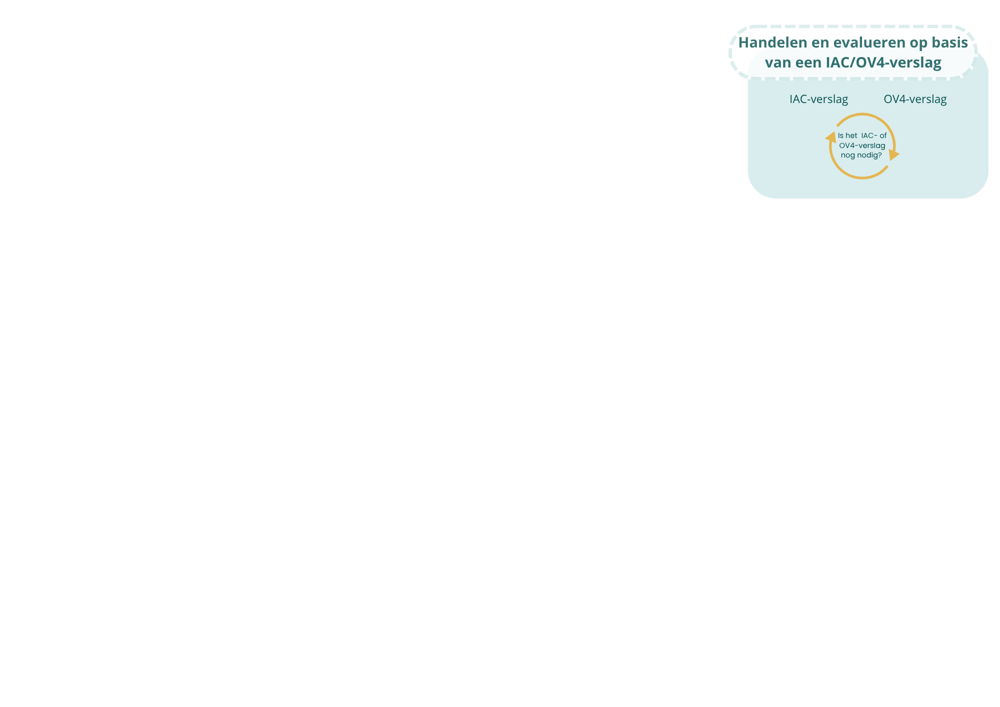 Handelen en evalueren op basis
van een IAC/OV4-verslag
IAC-verslag
OV4-verslag
Is het IAC- of
OV4-verslag
nog nodig?